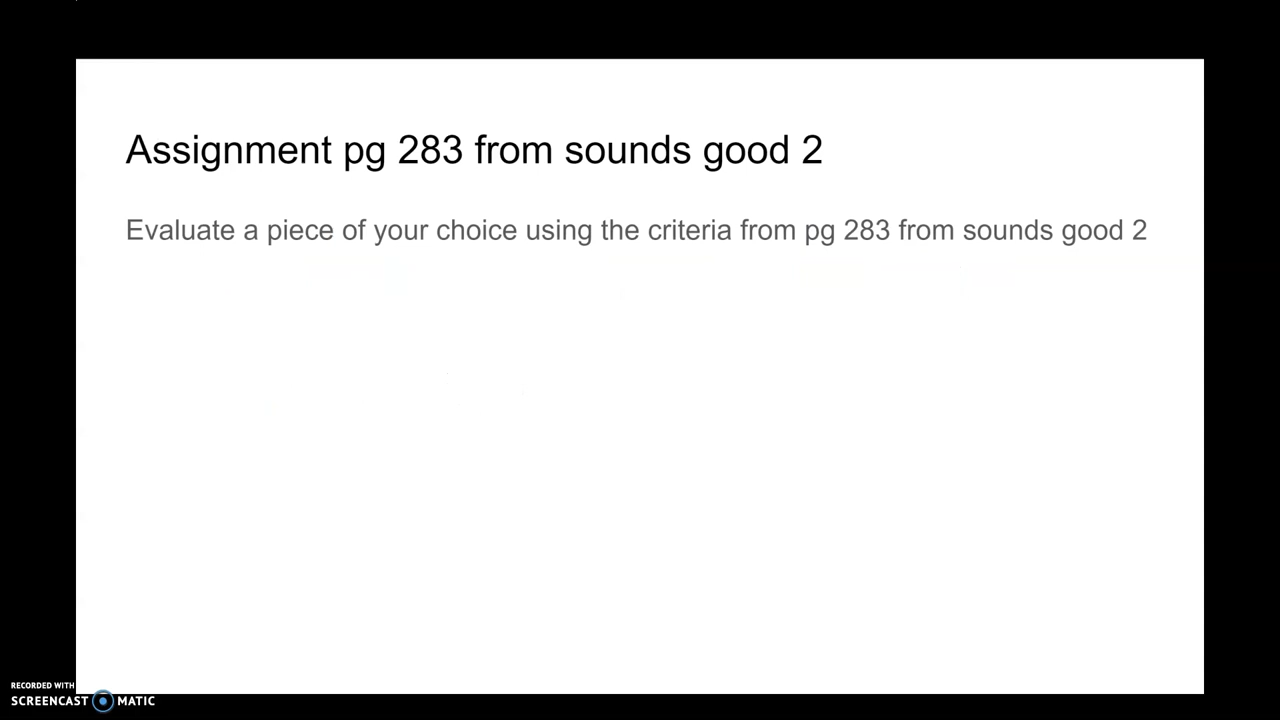 Assignment pg 283 from sounds good 2
Evaluate a piece of your choice using the criteria from pg 283 from sounds good 2
RECORDED WITH
SCREENCAST MATIC